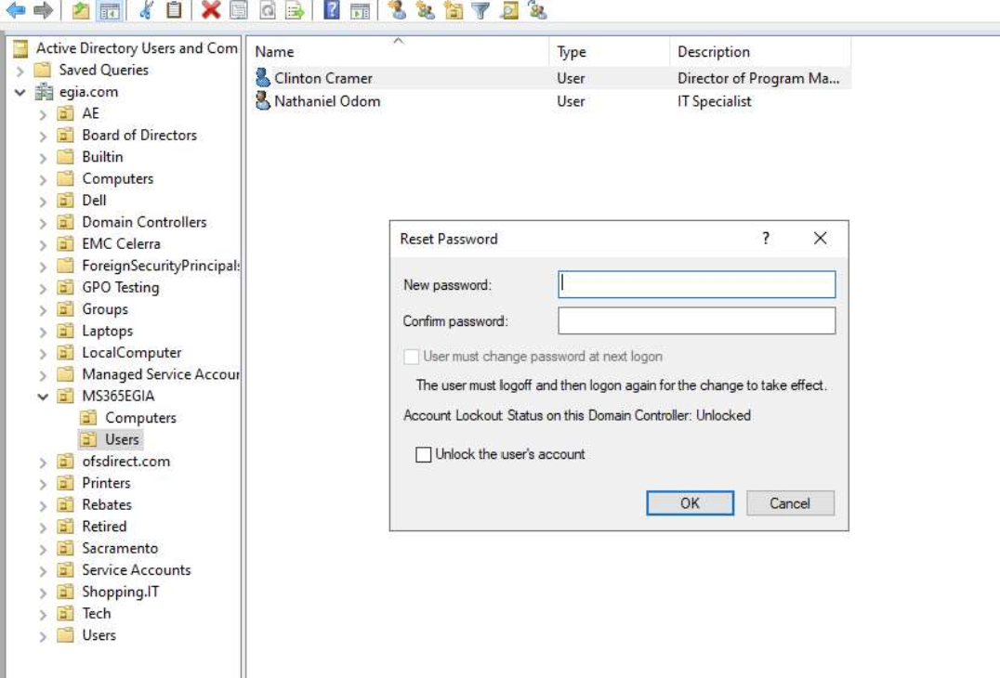 Active Directory Users and Com
Saved Queries
egia.com
AE
Board of Directors
Builtin
Computers
Dell
Domain Controllers
EMC Celerra
ForeignSecurityPrincipal
GPO Testing
Groups
Laptops
LocalComputer
Managed Service Accour
MS365EGIA
Computers
Users
ofsdirect.com
Printers
Rebates
Retired
Sacramento
Service Accounts
Shopping.IT
Tech
Users
Name Type Description
Clinton Cramer User Director of Program Ma...
Nathaniel Odom User IT Specialist
Reset Password ?
New password:
Confirm password:
User must change password at next logon
The user must logoff and then logon again for the change to take effect.
Account Lockout Status on this Domain Controller: Unlocked
Unlock the user's account
OK Cancel